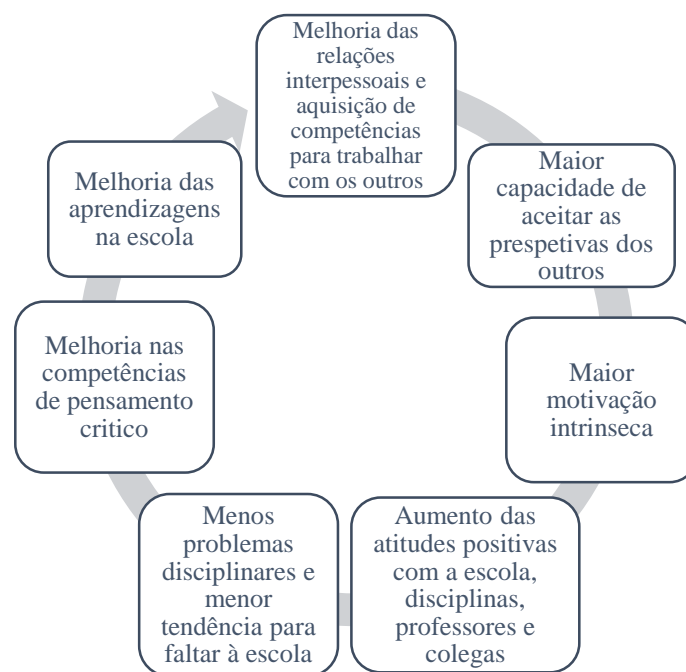 Melhoria das
relações
interpessoais e
aquisição de
competências
para trabalhar
com os outros
Maior
capacidade de
aceitar as
prespetivas dos
outros
Maior
motivação
intrinseca
Aumento das
atitudes positivas
com a escola,
disciplinas,
professores e
colegas
Menos
problemas
disciplinares e
menor
tendência para
faltar à escola
Melhoria nas
competências
de pensamento
critico
Melhoria das
aprendizagens
na escola